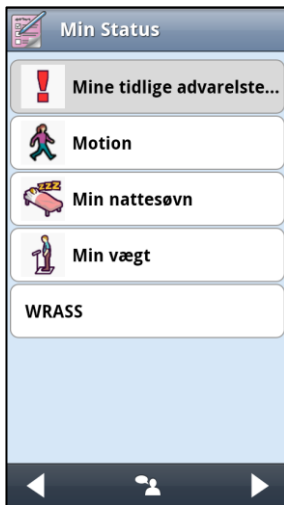 Min Status
Mine tidlige advarelste...
Motion
Min nattesøvn
Min vægt
WRASS